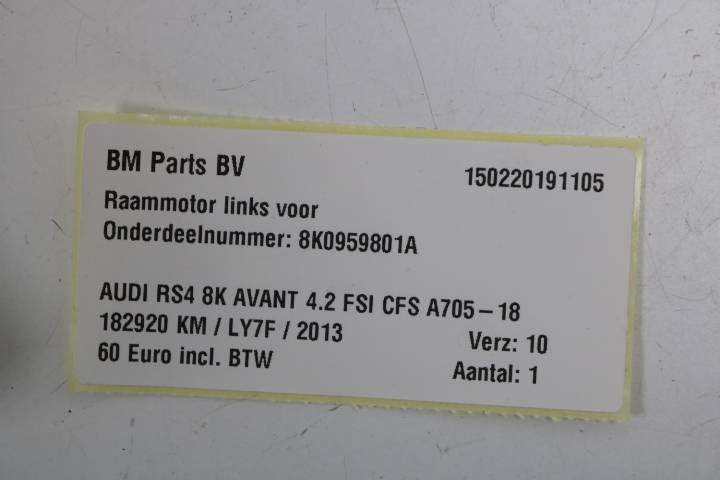 BM Parts BV 150220191105
Raammotor links voor
Onderdeelnummer: 8K0959801A
AUDI RS4 8K AVANT 4.2 FSI CFS A705-18
182920 KM / LY7F / 2013 Verz: 10
60 Euro incl. BTW Aantal: 1